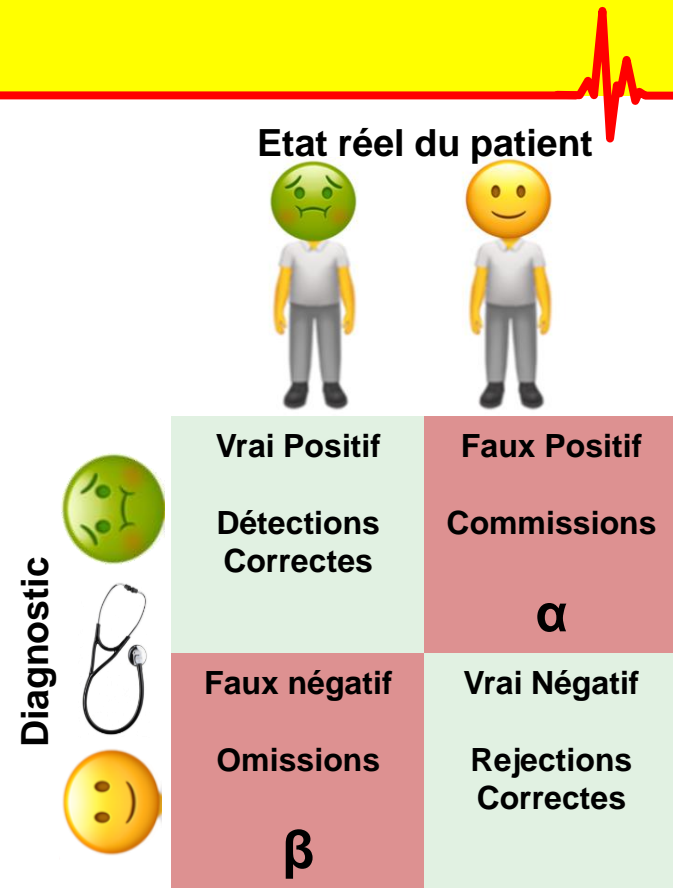 Etat réel du patient
Vrai Positif
Détections
Correctes
Faux Positif
Commissions
α
Diagnostic
Faux négatif
Omissions
β
Vrai Négatif
Rejections
Correctes